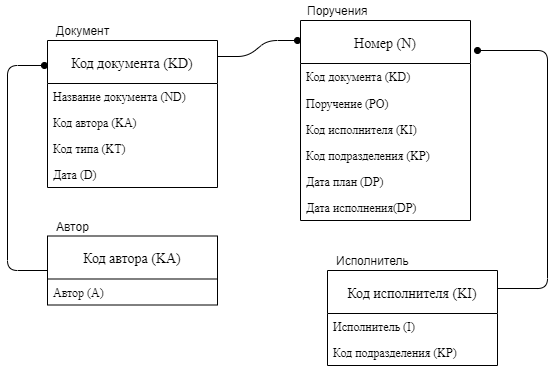 Документ
Код документа (KD)
Название документа (ND)
Код автора (KA)
Код типа (KT)
Дата (D)
Поручения
Номер (N)
Код документа (KD)
Поручение (PO)
Код исполнителя (KI)
Код подразделения (KP)
Дата план (DP)
Дата исполнения(DP)
Автор
Код автора (KA)
Автор (A)
Исполнитель
Код исполнителя (KI)
Исполнитель (I)
Код подразделения (KP)